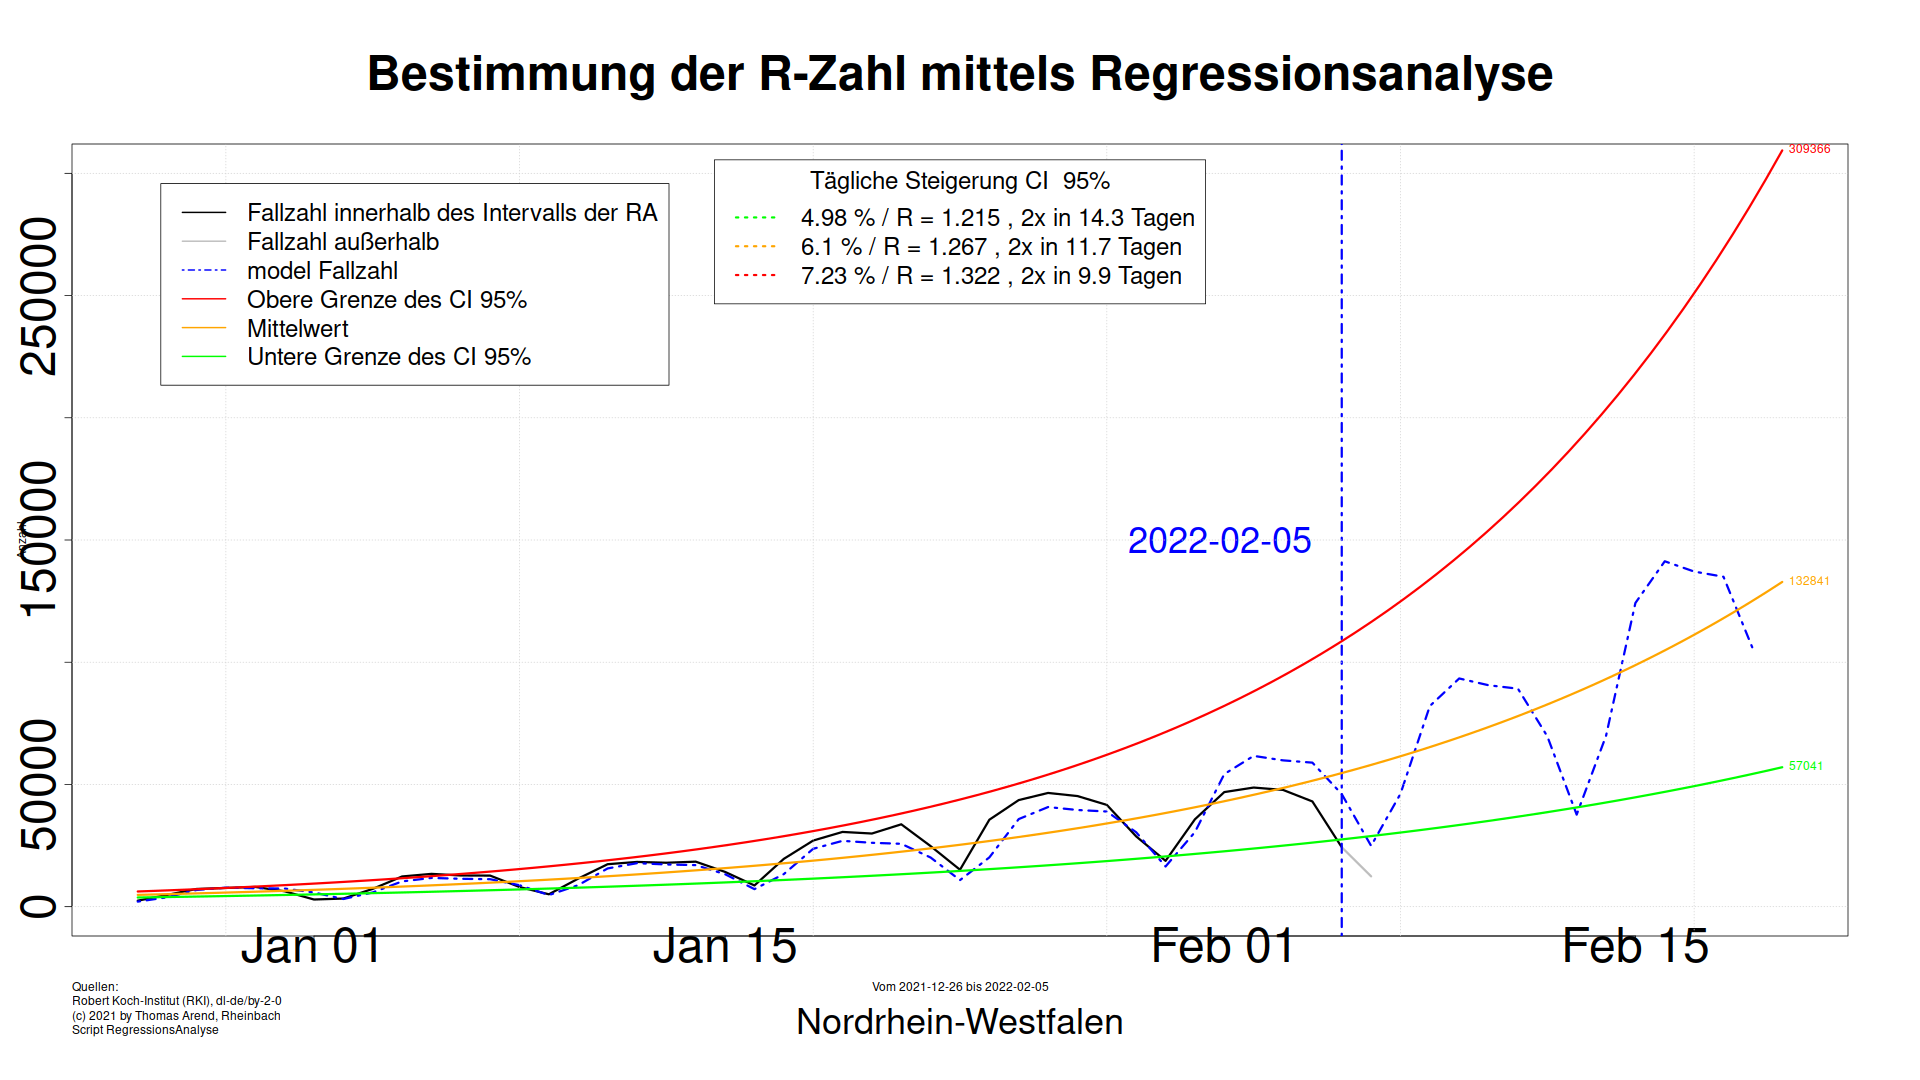 Bestimmung der R-Zahl mittels Regressionsanalyse
309366
Fallzahl innerhalb des Intervalls der RA
Fallzahl außerhalb
model Fallzahl
Obere Grenze des CI 95%
Mittelwert
Untere Grenze des CI 95%
Tägliche Steigerung CI  95%
4.98 % / R = 1.215 , 2x in 14.3 Tagen
6.1 % / R = 1.267 , 2x in 11.7 Tagen
7.23 % / R = 1.322 , 2x in 9.9 Tagen
250000
150000
50000
0
Anzahl
2022-02-05
132841
57041
Jan 01
Jan 15
Feb 01
Feb 15
Quellen:
Robert Koch-Institut (RKI), dl-de/by-2-0
(c) 2021 by Thomas Arend, Rheinbach
Script RegressionsAnalyse
Vom 2021-12-26 bis 2022-02-05
Nordrhein-Westfalen